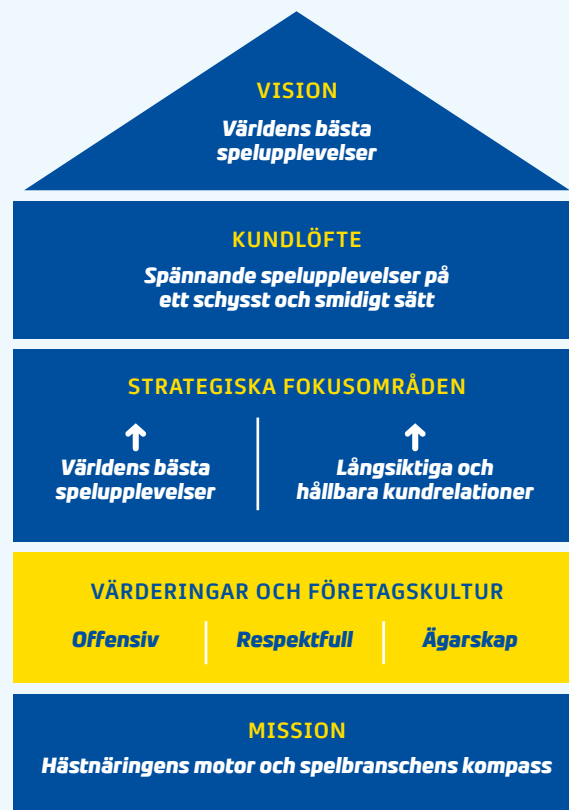 VISION
Världens bästa
spelupplevelser
KUNDLÖFTE
Spännande spelupplevelser på
ett schysst och smidigt sätt
STRATEGISKA FOKUSOMRÅDEN
Världens bästa
spelupplevelser
Långsiktiga och
hållbara kundrelationer
VÄRDERINGAR OCH FÖRETAGSKULTUR
Offensiv
Respektfull
Ägarskap
MISSION
Hästnäringens motor och spelbranschens kompass